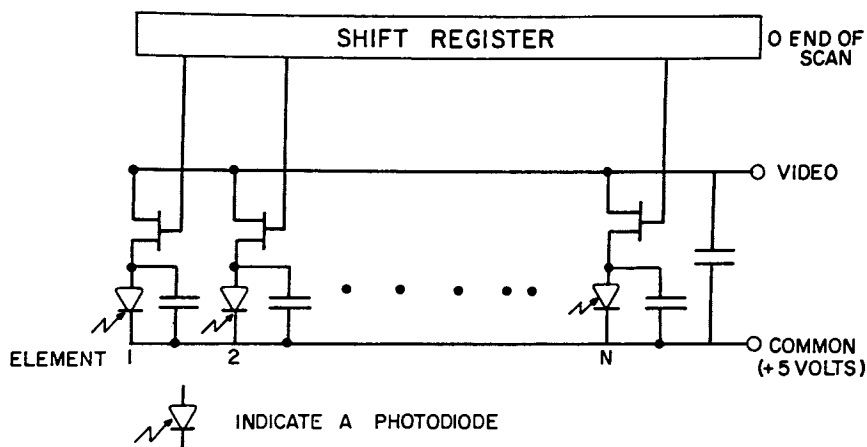 SHIFT REGISTER
END OF
SCAN
VIDEO
ELEMENT 1 2 N
COMMON
(+5 VOLTS)
INDICATE A PHOTODIODE